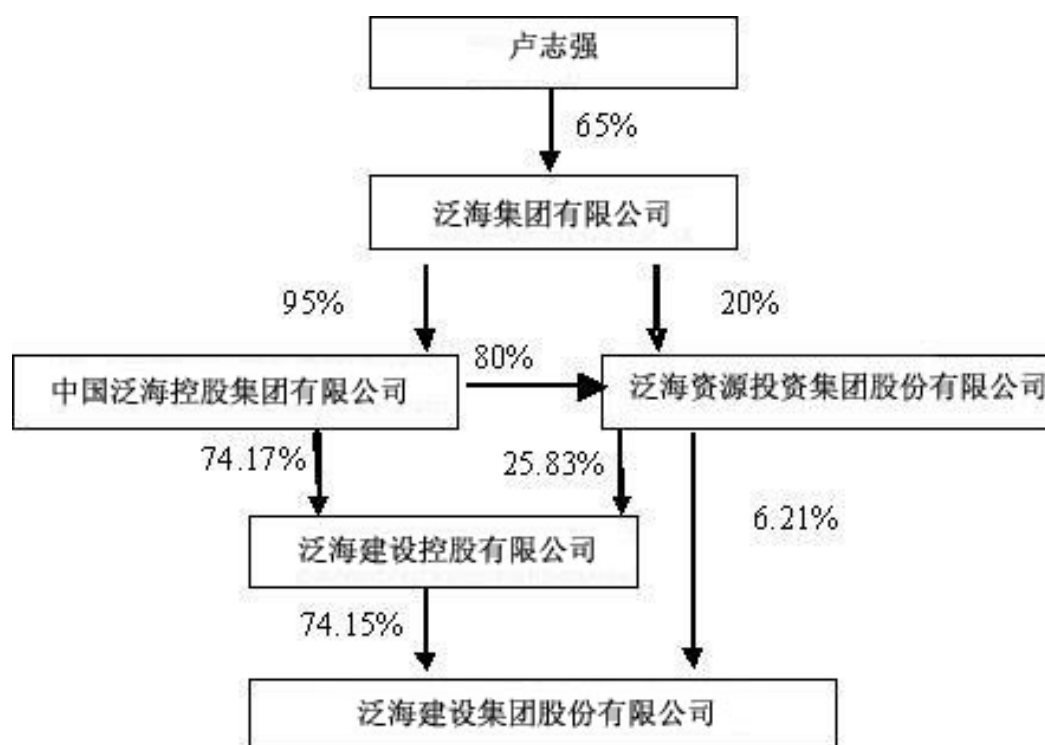 卢志强
65%
泛海集团有限公司
95%
20%
80%
中国泛海控股集团有限公司
泛海资源投资集团股份有限公司
74.17%
25.83%
6.21%
泛海建设控股有限公司
74.15%
泛海建设集团股份有限公司